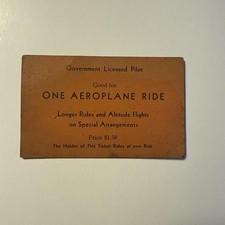 Government Licensed Pilot
Good for
ONE AEROPLANE RIDE
Longer Rides and Altitude Flights
on Special Arrangements
Price $1.50
The Holder of This Ticket Rides at own Risk